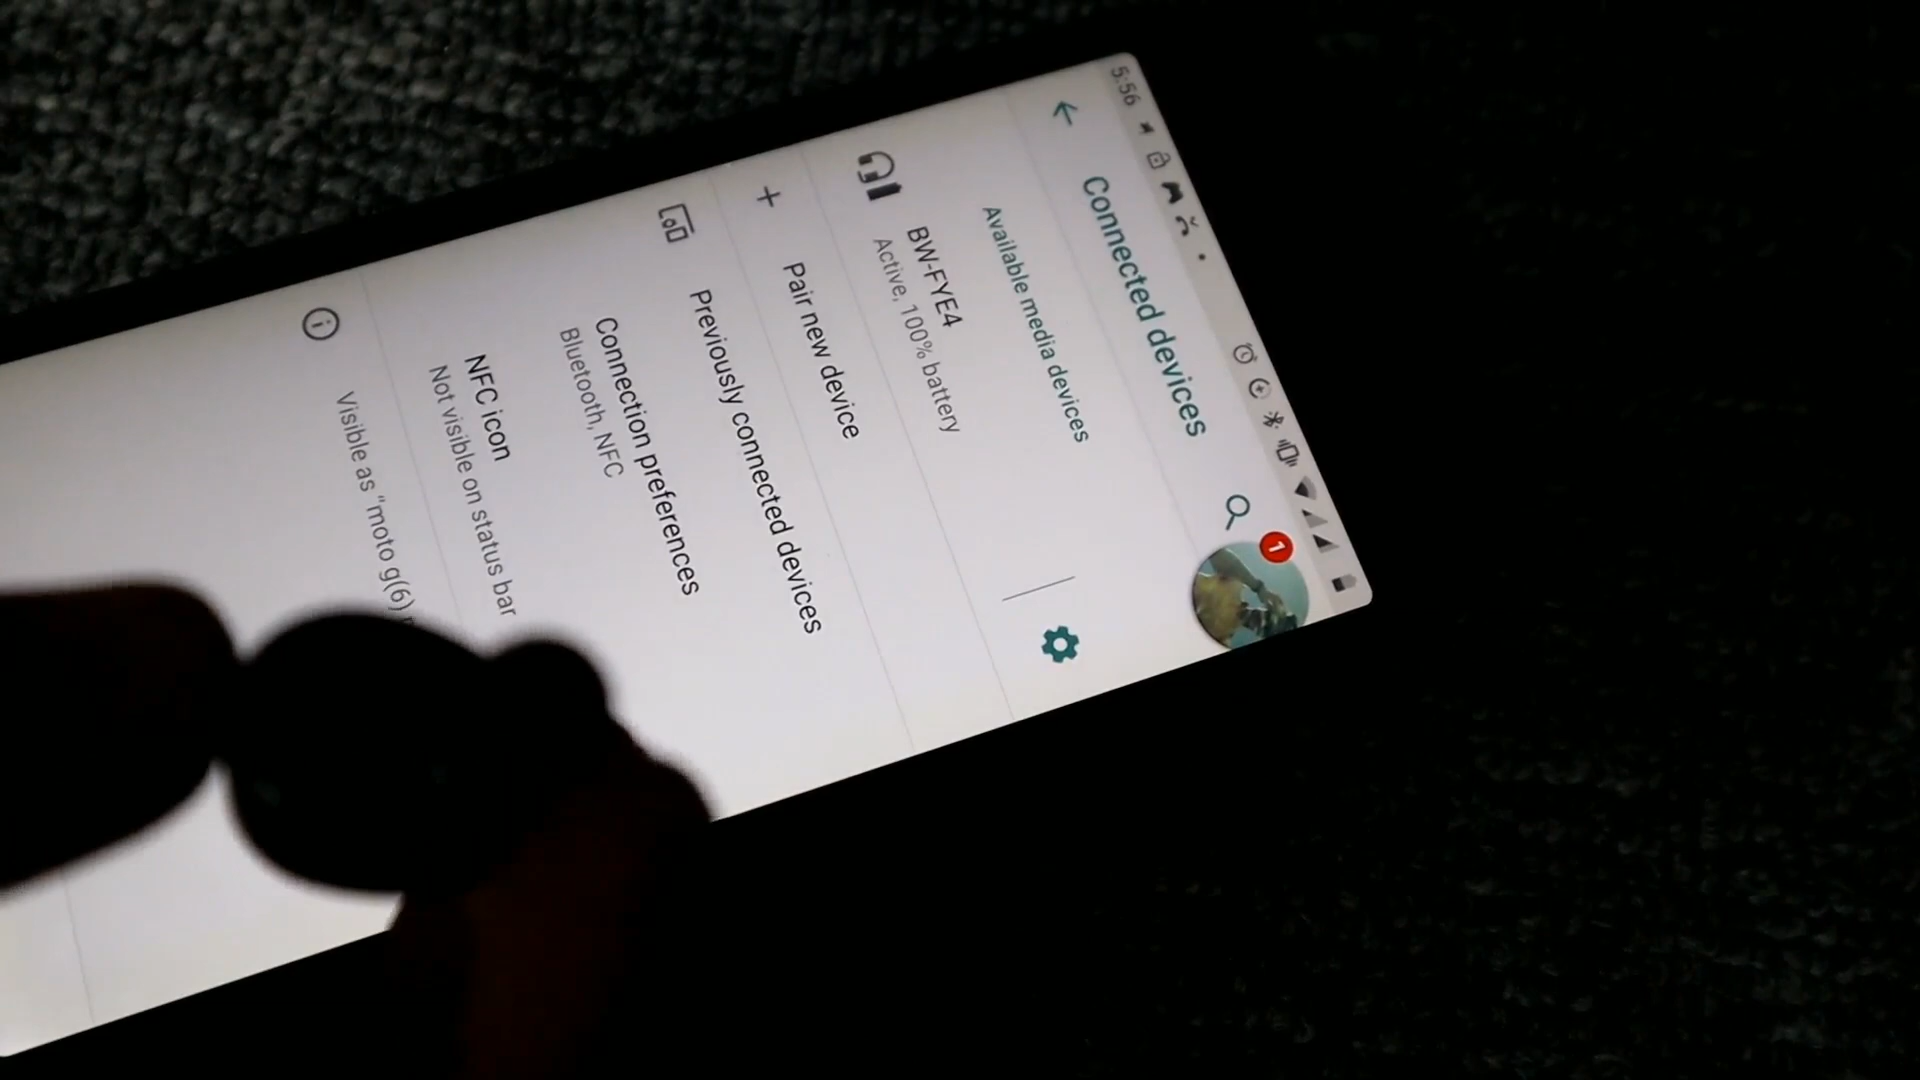 5:56
Connected devices
1
Available media devices
BW-FYE4
Active, 100% battery
Pair new device
Previously connected devices
Connection preferences
Bluetooth, NFC
NFC icon
Not visible on status bar
Visible as "moto g(6)